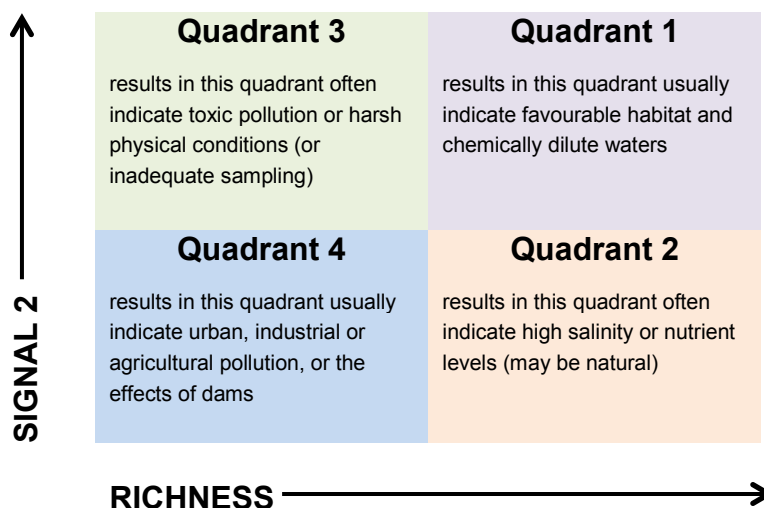 Quadrant 3
results in this quadrant often
indicate toxic pollution or harsh
physical conditions (or
inadequate sampling)
Quadrant 1
results in this quadrant usually
indicate favourable habitat and
chemically dilute waters
Quadrant 4
results in this quadrant usually
indicate urban, industrial or
agricultural pollution, or the
effects of dams
Quadrant 2
results in this quadrant often
indicate high salinity or nutrient
levels (may be natural)
SIGNAL 2
RICHNESS